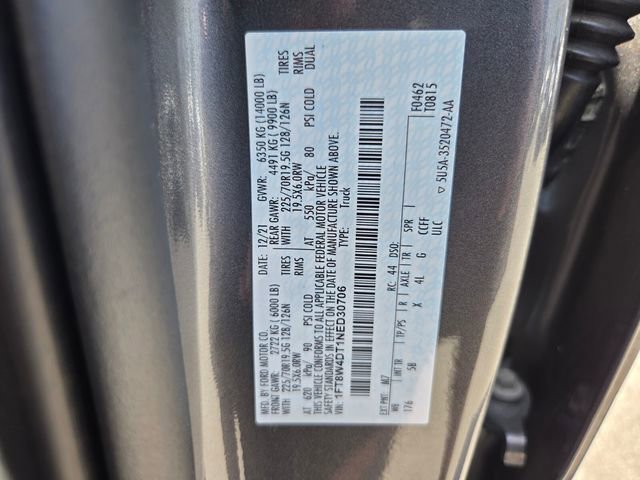 MFD. BY FORD MOTOR CO.
DATE: 12/21 GVWR: 6350 KG (14000 LB)
FRONT GAWR: 2722 KG (6000 LB) REAR GAWR: 4491 KG (9900 LB)
WITH 225/70R19.5G 128/126N TIRES WITH 225/70R19.5G 128/126N TIRES
19.5X6.0RW RIMS 19.5X6.0RW RIMS
AT 620 kPa/ 90 PSI COLD AT 550 kPa/ 80 PSI COLD DUAL
THIS VEHICLE CONFORMS TO ALL APPLICABLE FEDERAL MOTOR VEHICLE
SAFETY STANDARDS IN EFFECT ON THE DATE OF MANUFACTURE SHOWN ABOVE.
VIN: 1FT8W4DT1NED30706 TYPE: Truck
F0462
T0815
EXT PNT: M7 RC: 44 DSO:
WB INT TR TP/PS R AXLE TR SPR
176 5B X 4L G CCFF
ULC
▽ 5U5A-3520472-AA